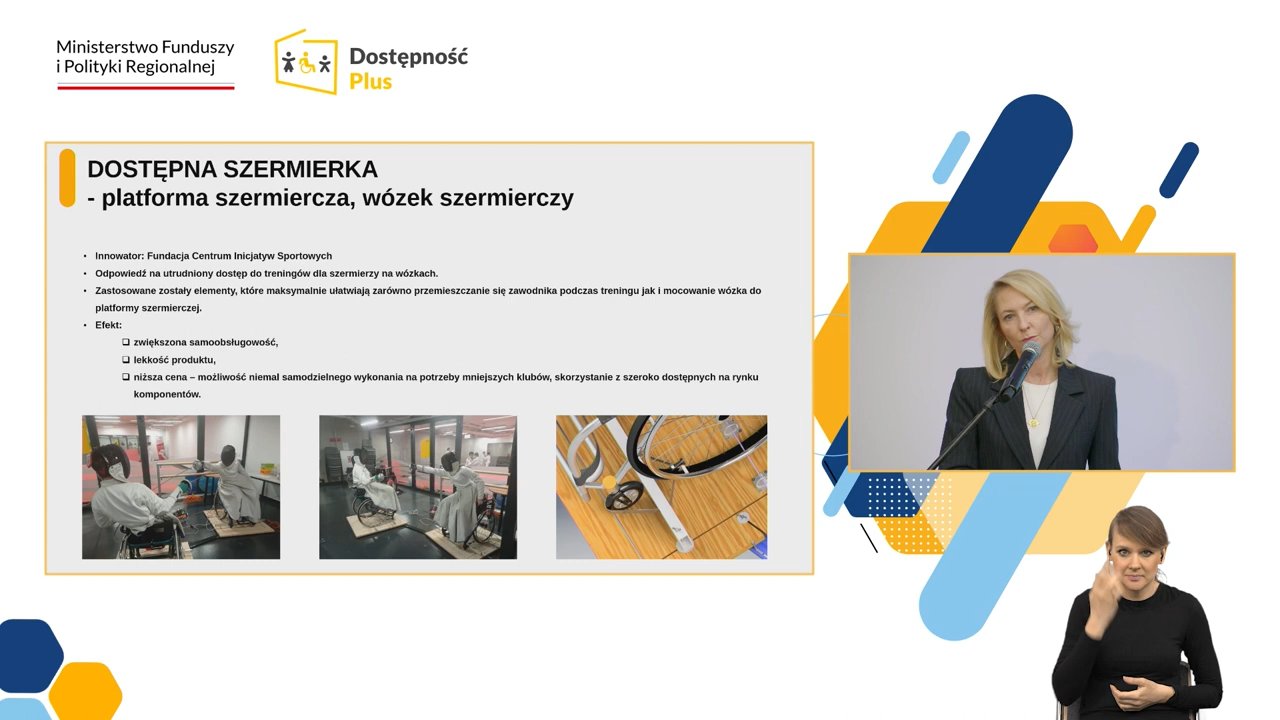 Ministerstwo Funduszy
i Polityki Regionalnej
Dostępność
Plus
DOSTĘPNA SZERMIERKA
- platforma szermiercza, wózek szermierczy
• Innowator: Fundacja Centrum Inicjatyw Sportowych
• Odpowiedź na utrudniony dostęp do treningów dla szermierzy na wózkach.
• Zastosowane zostały elementy, które maksymalnie ułatwiają zarówno przemieszczanie się zawodnika podczas treningu jak i mocowanie wózka do
platformy szermierczej.
• Efekt:
❑ zwiększona samoobsługowość,
❑ lekkość produktu,
❑ niższa cena – możliwość niemal samodzielnego wykonania na potrzeby mniejszych klubów, skorzystanie z szeroko dostępnych na rynku
komponentów.